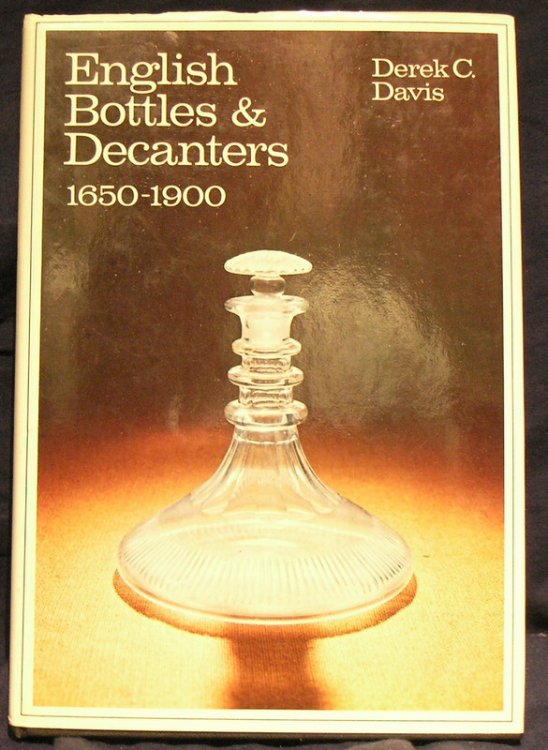 English
Bottles &
Decanters
1650-1900
Derek C.
Davis